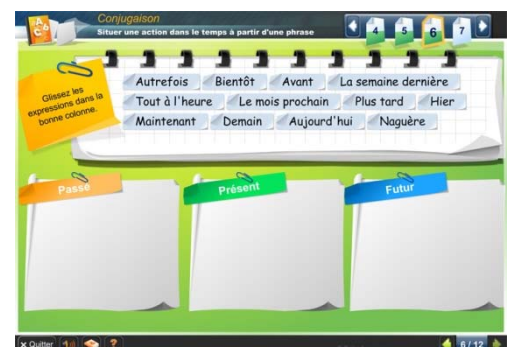 Conjugaison
Situer une action dans le temps à partir d'une phrase
4 5 6 7
Glissez les
expressions dans la
bonne colonne.
Autrefois Bientôt Avant La semaine dernière
Tout à l'heure Le mois prochain Plus tard Hier
Maintenant Demain Aujourd'hui Naguère
Passé Présent Futur
x Quitter ? 6 / 12